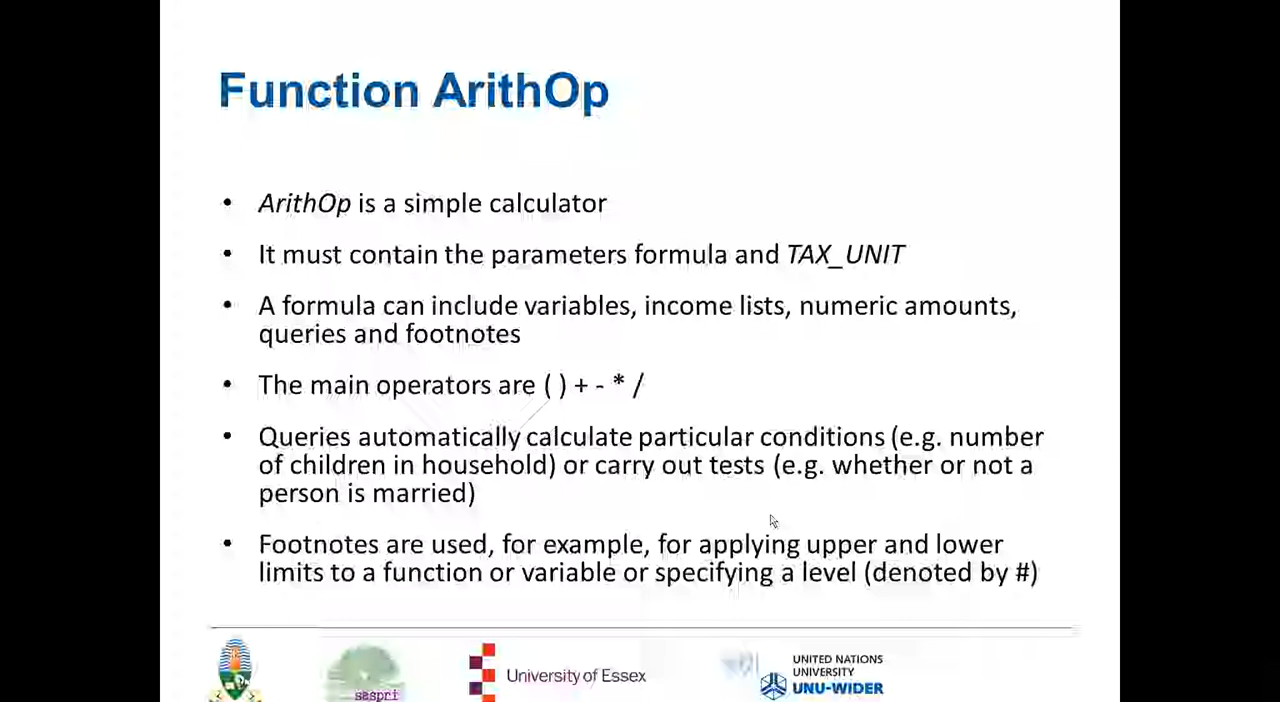 Function ArithOp
• ArithOp is a simple calculator
• It must contain the parameters formula and TAX_UNIT
• A formula can include variables, income lists, numeric amounts,
queries and footnotes
• The main operators are ( ) + - * /
• Queries automatically calculate particular conditions (e.g. number
of children in household) or carry out tests (e.g. whether or not a
person is married)
• Footnotes are used, for example, for applying upper and lower
limits to a function or variable or specifying a level (denoted by #)
saspri
University of Essex
UNITED NATIONS
UNIVERSITY
UNU-WIDER